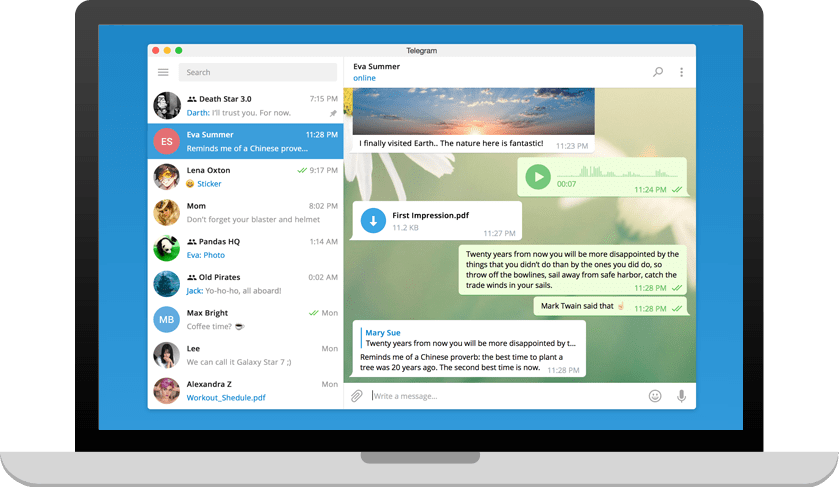 Telegram
Search
Death Star 3.0 7:15 PM
Darth: I'll trust you. For now.
Eva Summer 11:28 PM
Reminds me of a Chinese prove...
Lena Oxton 9:17 PM
Sticker
Mom 8:02 PM
Don't forget your blaster and helmet
Pandas HQ 1:14 AM
Eva: Photo
Old Pirates 0:02 AM
Jack: Yo-ho-ho, all aboard!
MB
Max Bright Mon
Coffee time?
Lee Mon
We can call it Galaxy Star 7 ;)
Alexandra Z Mon
Workout_Shedule.pdf
ES
Eva Summer
online
I finally visited Earth.. The nature here is fantastic! 11:23 PM
00:07 11:24 PM
First Impression.pdf
11.2 KB
11:27 PM
Twenty years from now you will be more disappointed by the
things that you didn't do than by the ones you did do, so
throw off the bowlines, sail away from safe harbor, catch the
trade winds in your sails.
11:28 PM
Mark Twain said that 11:28 PM
Mary Sue
Twenty years from now you will be more disappointed by t...
Reminds me of a Chinese proverb: the best time to plant a
tree was 20 years ago. The second best time is now. 11:28 PM
Write a message...